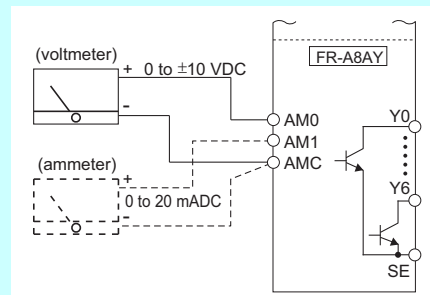 (voltmeter)
+ 0 to ±10 VDC
-
(ammeter)
+
0 to 20 mADC
-
FR-A8AY
AM0
AM1
AMC
Y0
Y6
SE